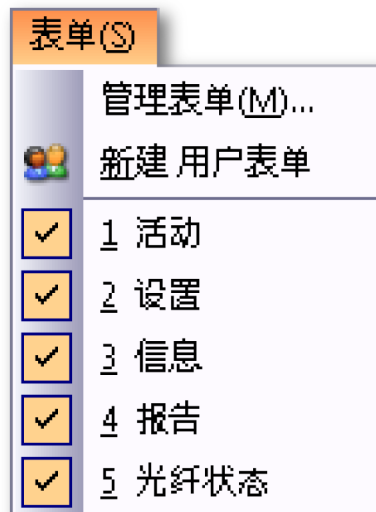 表单(S)
管理表单(M)...
新建 用户表单
1 活动
2 设置
3 信息
4 报告
5 光纤状态